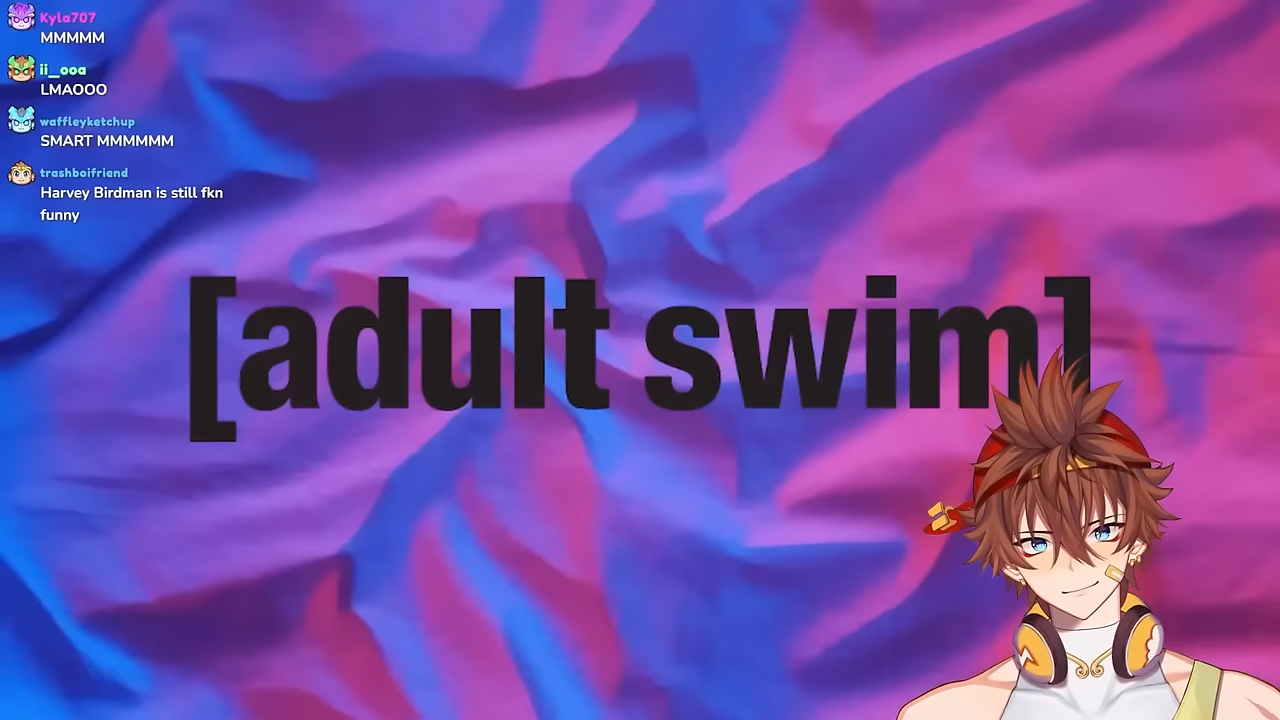 Kyla707
MMMMM
ii_ooa
LMAOOO
waffleyketchup
SMART MMMMMM
trashboifriend
Harvey Birdman is still fkn
funny
[adult swim]